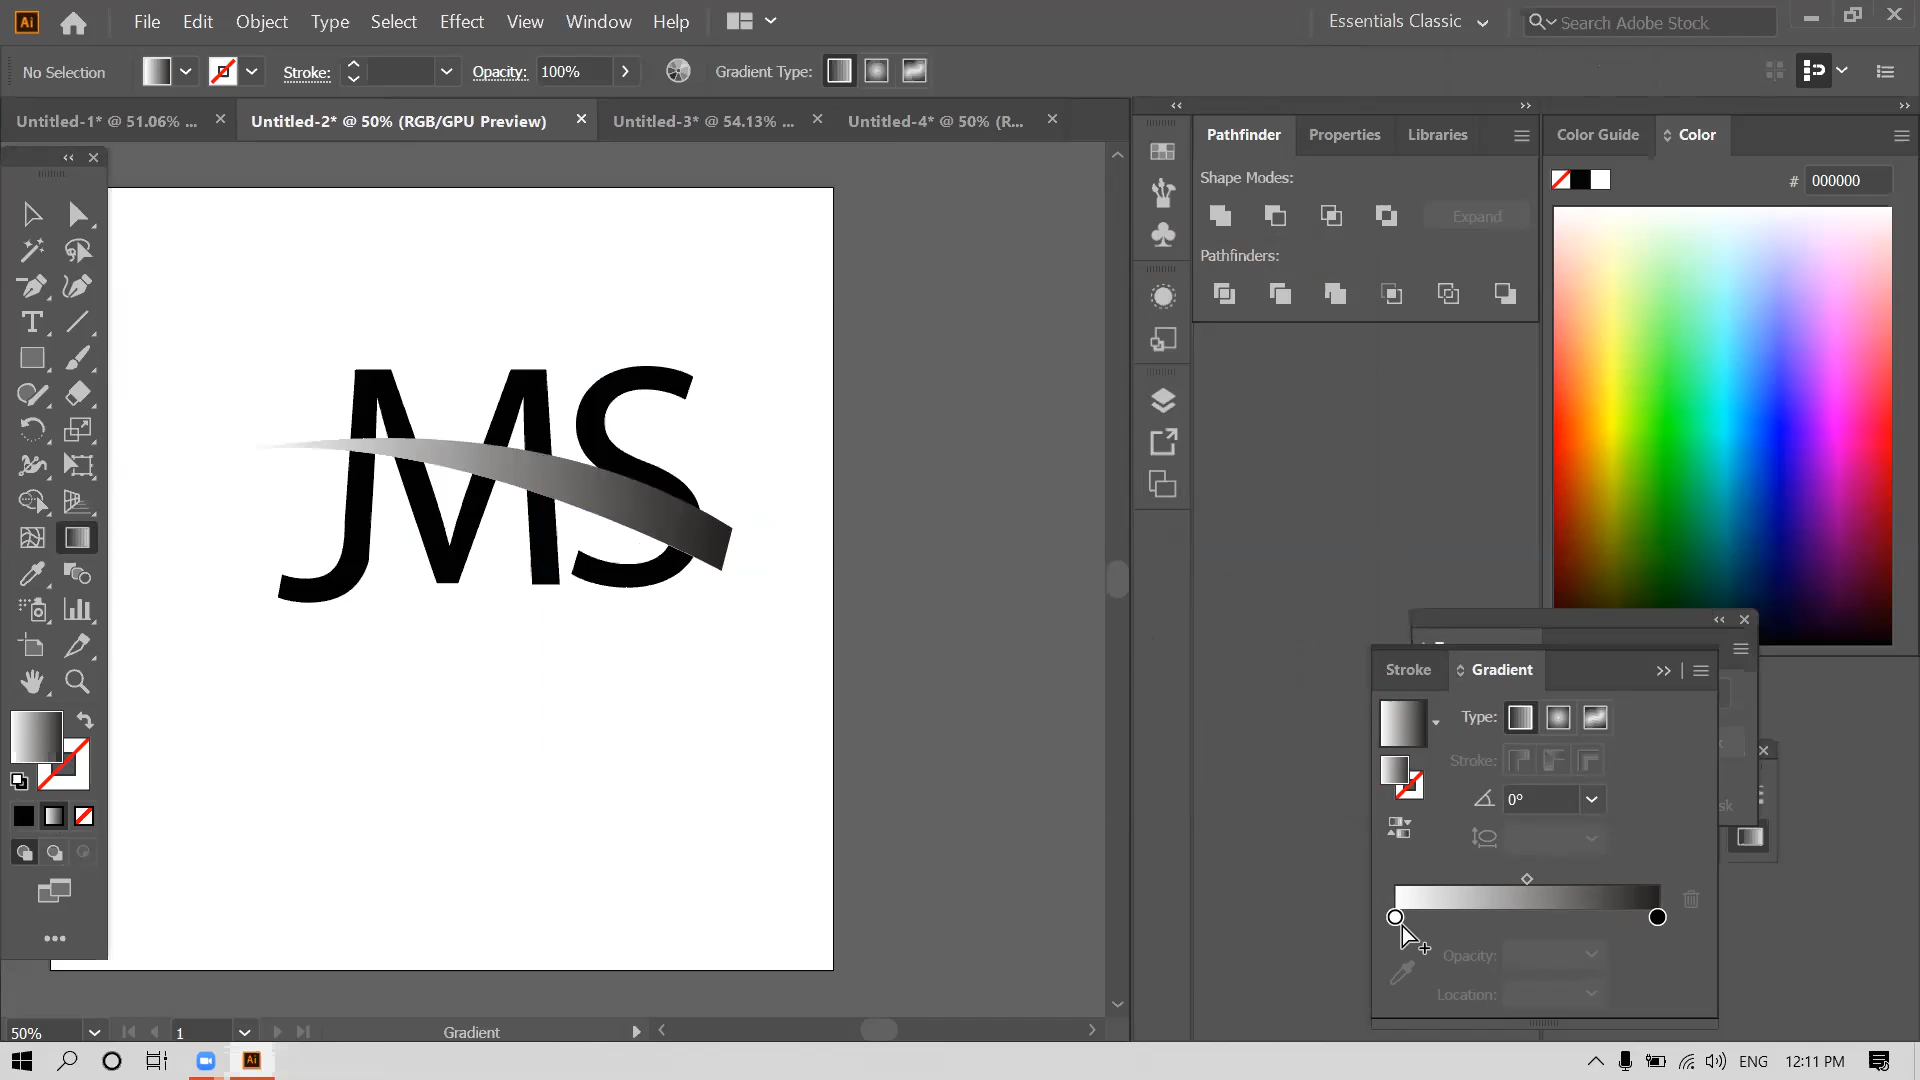 Ai File Edit Object Type Select Effect View Window Help Essentials Classic Search Adobe Stock
No Selection Stroke: Opacity: 100% Gradient Type:
Untitled-1* @ 51.06% ... Untitled-2* @ 50% (RGB/GPU Preview) Untitled-3* @ 54.13% ... Untitled-4* @ 50% (R...
Pathfinder Properties Libraries
Color Guide Color
Shape Modes:
# 000000
Expand
Pathfinders:
JMS
Stroke Gradient
Type:
Stroke:
0°
sk
Opacity:
Location:
50% 1 Gradient
Ai ENG 12:11 PM